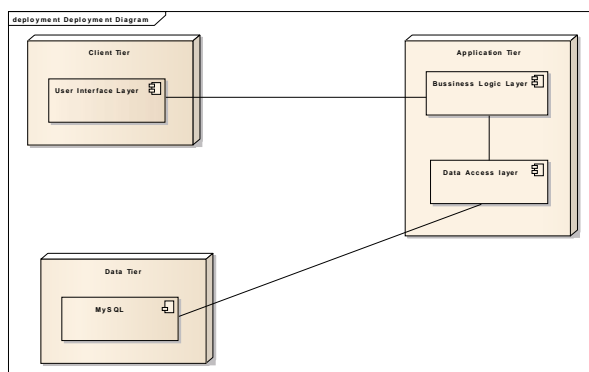 deployment Deployment Diagram
Client Tier
User Interface Layer
Application Tier
Bussiness Logic Layer
Data Access layer
Data Tier
MySQL